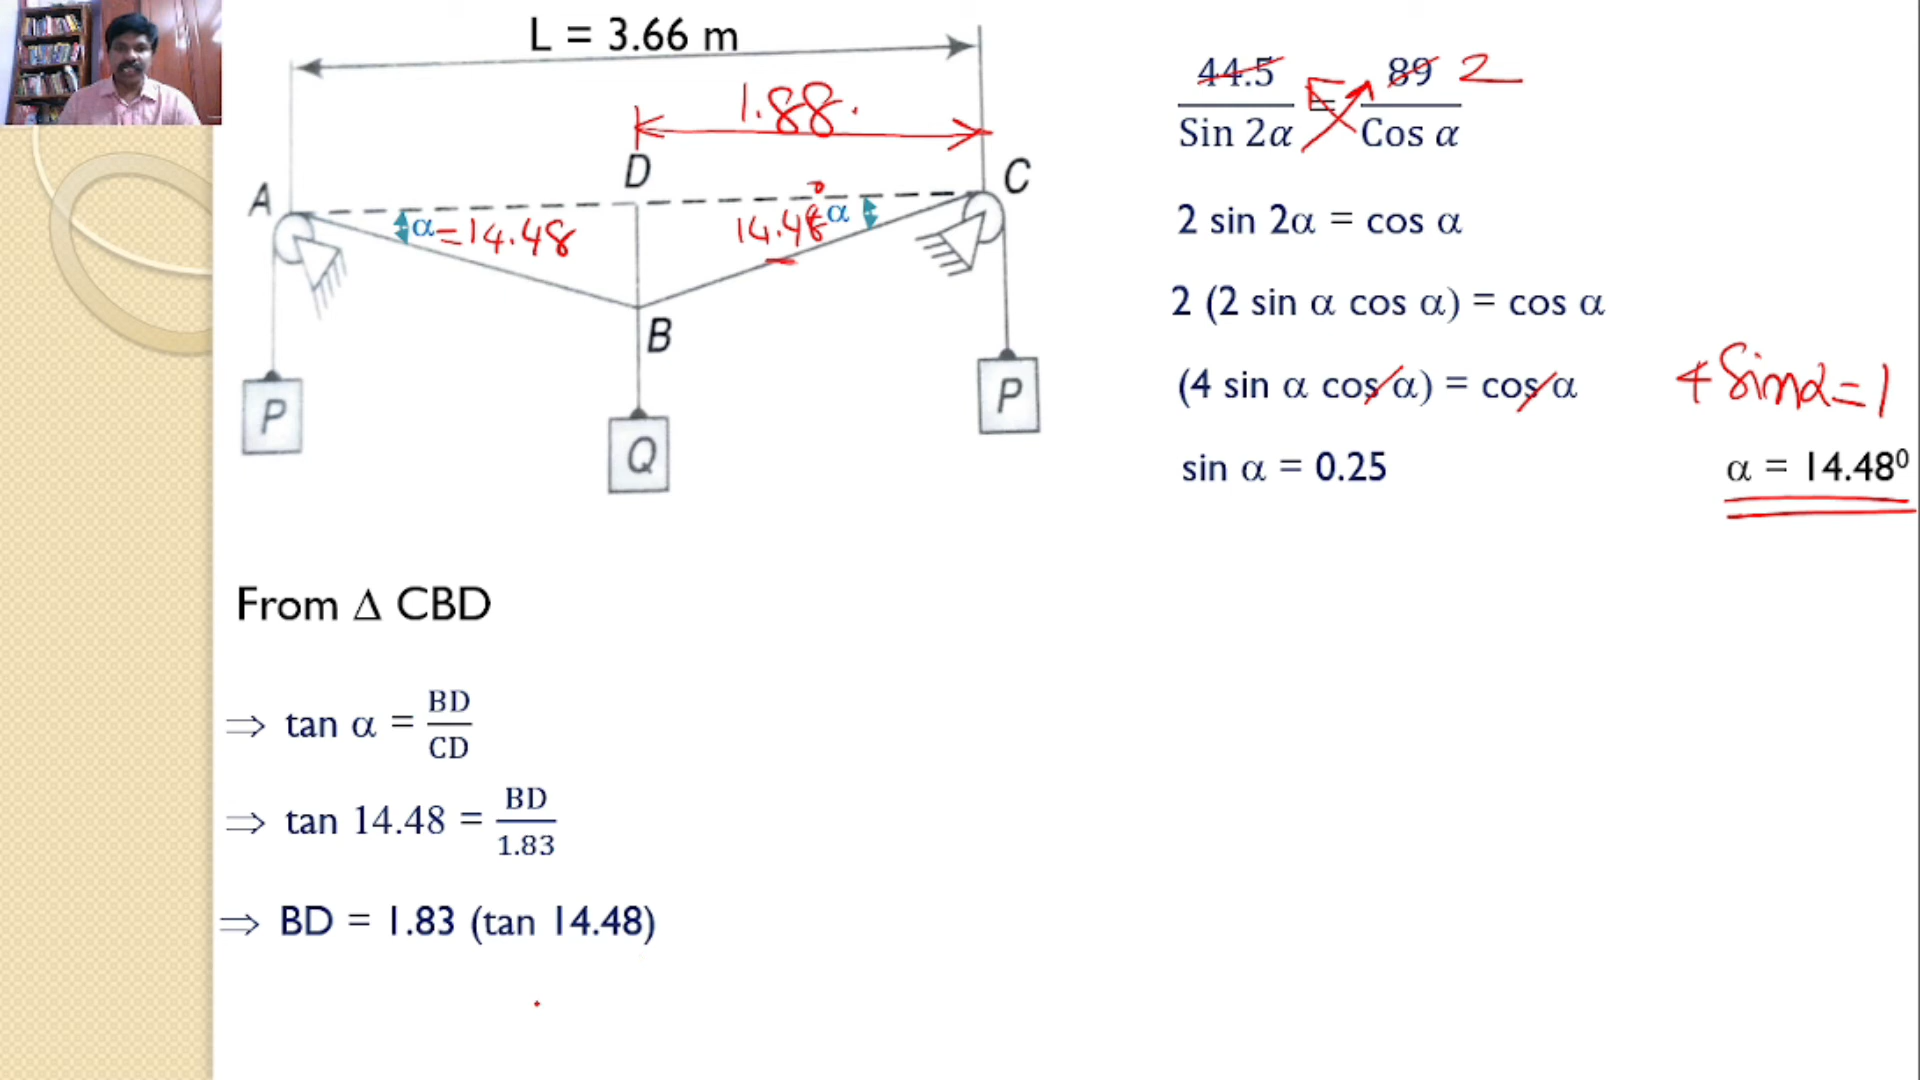 L = 3.66 m
1.88.
D
A
C
α
=14.48
14.48°
α
B
P
Q
P
44.5 / Sin 2α = 89 / Cos α
2
2 sin 2α = cos α
2 (2 sin α cos α) = cos α
(4 sin α cos α) = cos α
4 Sinα=1
sin α = 0.25
α = 14.48⁰
From Δ CBD
⇒ tan α = BD / CD
⇒ tan 14.48 = BD / 1.83
⇒ BD = 1.83 (tan 14.48)